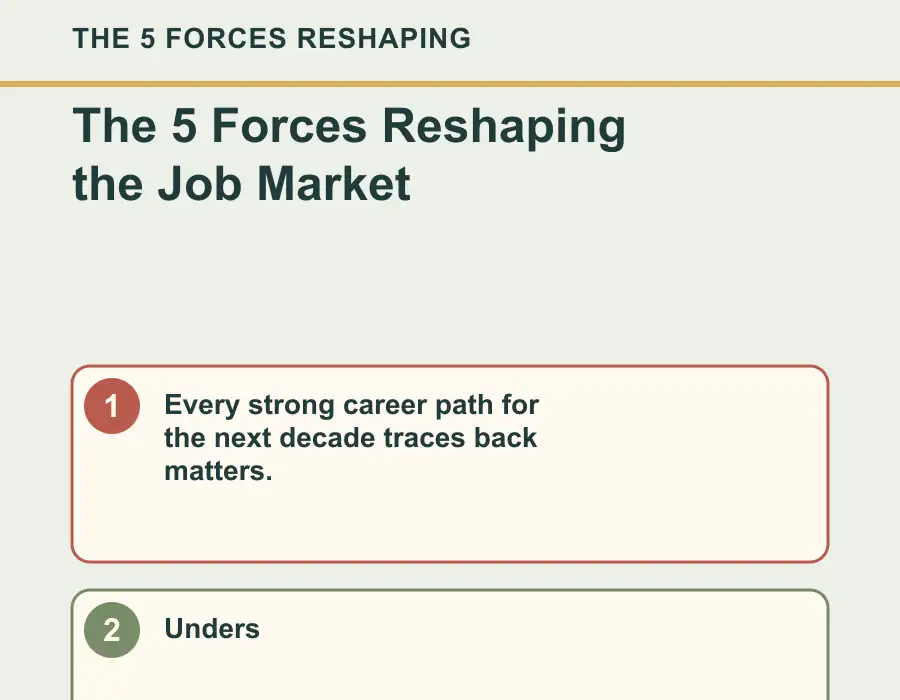 THE 5 FORCES RESHAPING
The 5 Forces Reshaping
the Job Market
1
Every strong career path for
the next decade traces back
matters.
2
Unders